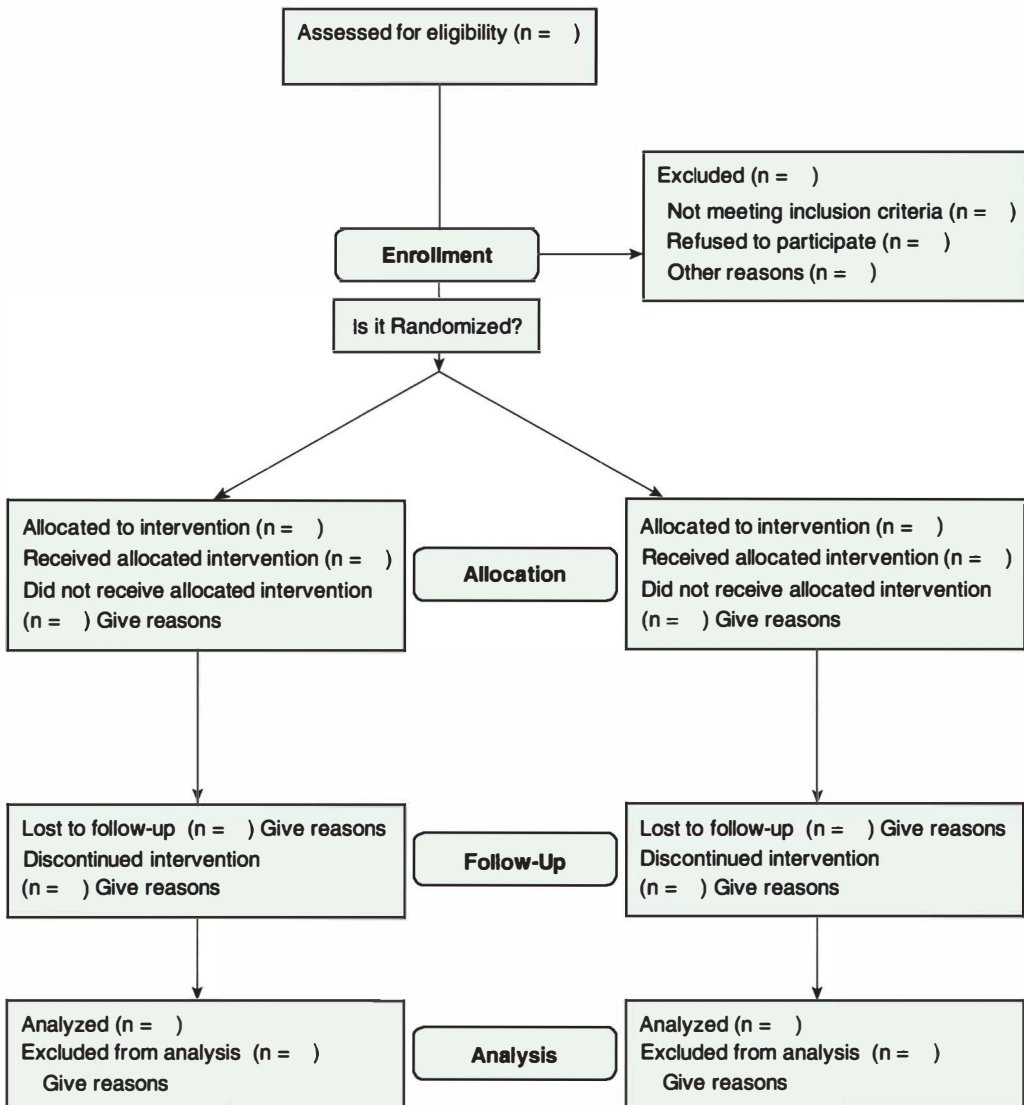 Assessed for eligibility (n =   )
Excluded (n =   )
Not meeting inclusion criteria (n =   )
Refused to participate (n =   )
Other reasons (n =   )
Enrollment
Is it Randomized?
Allocated to intervention (n =   )
Received allocated intervention (n =   )
Did not receive allocated intervention
(n =   ) Give reasons
Allocation
Allocated to intervention (n =   )
Received allocated intervention (n =   )
Did not receive allocated intervention
(n =   ) Give reasons
Lost to follow-up (n =   ) Give reasons
Discontinued intervention
(n =   ) Give reasons
Follow-Up
Lost to follow-up (n =   ) Give reasons
Discontinued intervention
(n =   ) Give reasons
Analyzed (n =   )
Excluded from analysis (n =   )
Give reasons
Analysis
Analyzed (n =   )
Excluded from analysis (n =   )
Give reasons